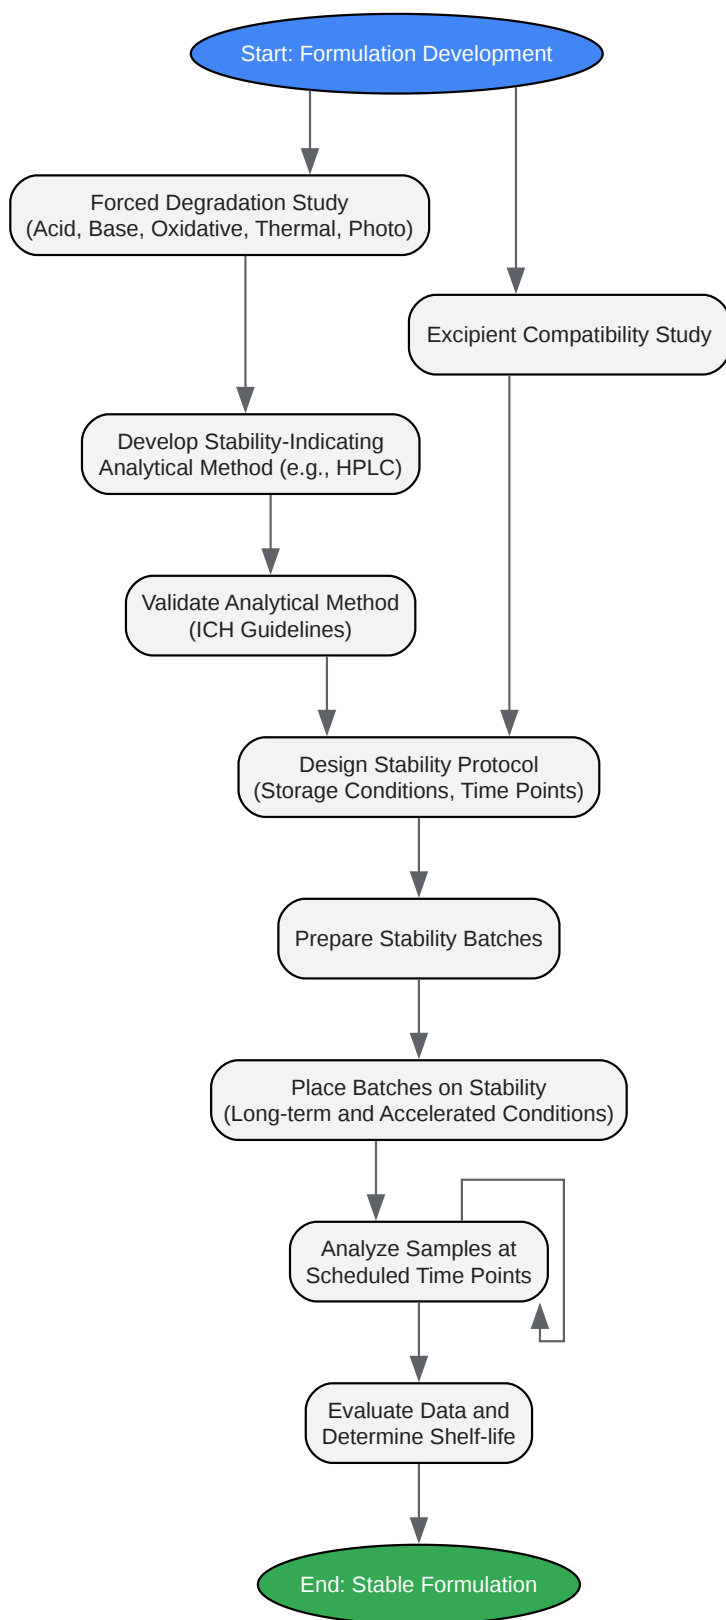 Start: Formulation Development
Forced Degradation Study
(Acid, Base, Oxidative, Thermal, Photo)
Excipient Compatibility Study
Develop Stability-Indicating
Analytical Method (e.g., HPLC)
Validate Analytical Method
(ICH Guidelines)
Design Stability Protocol
(Storage Conditions, Time Points)
Prepare Stability Batches
Place Batches on Stability
(Long-term and Accelerated Conditions)
Analyze Samples at
Scheduled Time Points
Evaluate Data and
Determine Shelf-life
End: Stable Formulation